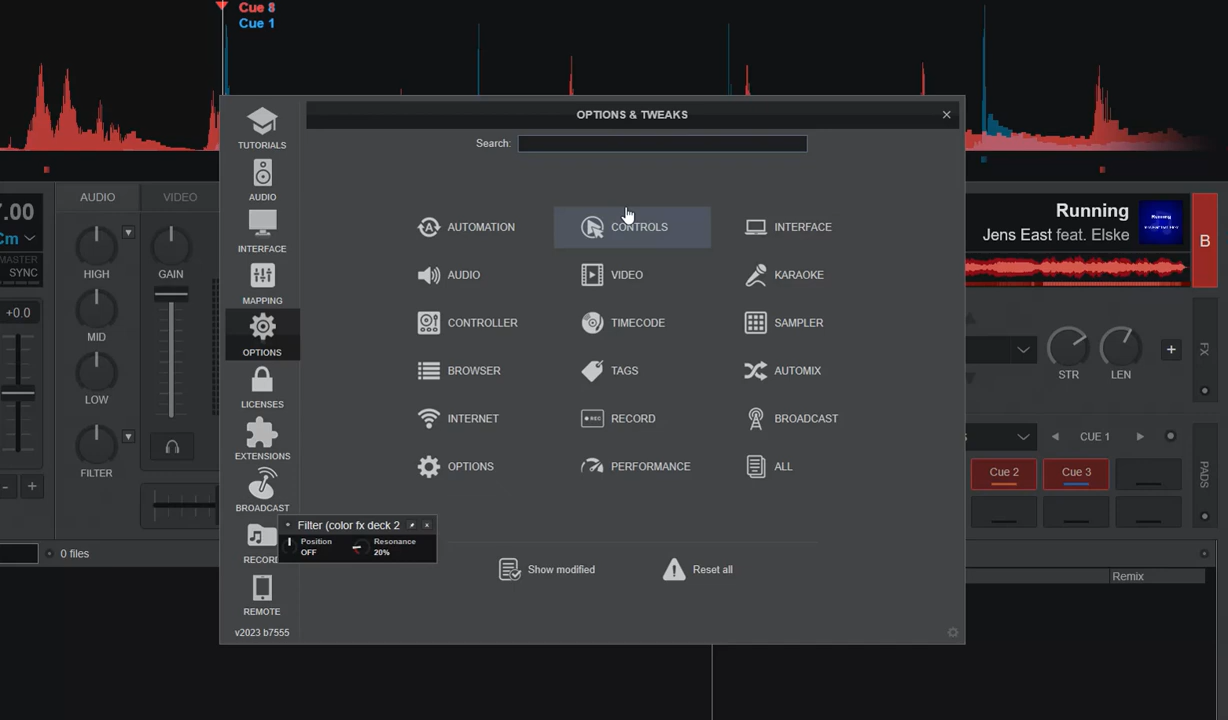 Cue 8
Cue 1
OPTIONS & TWEAKS
TUTORIALS
Search:
AUDIO
INTERFACE
MAPPING
OPTIONS
LICENSES
EXTENSIONS
BROADCAST
RECORD
REMOTE
v2023 b7555
AUTOMATION
CONTROLS
INTERFACE
AUDIO
VIDEO
KARAOKE
CONTROLLER
TIMECODE
SAMPLER
BROWSER
TAGS
AUTOMIX
INTERNET
RECORD
BROADCAST
OPTIONS
PERFORMANCE
ALL
Show modified
Reset all
Filter (color fx deck 2
Position
OFF
Resonance
20%
AUDIO
VIDEO
7.00
Cm
MASTER
SYNC
HIGH
GAIN
+0.0
MID
LOW
FILTER
- +
0 files
Running
Jens East feat. Elske
Running
B
STR
LEN
+
FX
CUE 1
Cue 2
Cue 3
PADS
Remix